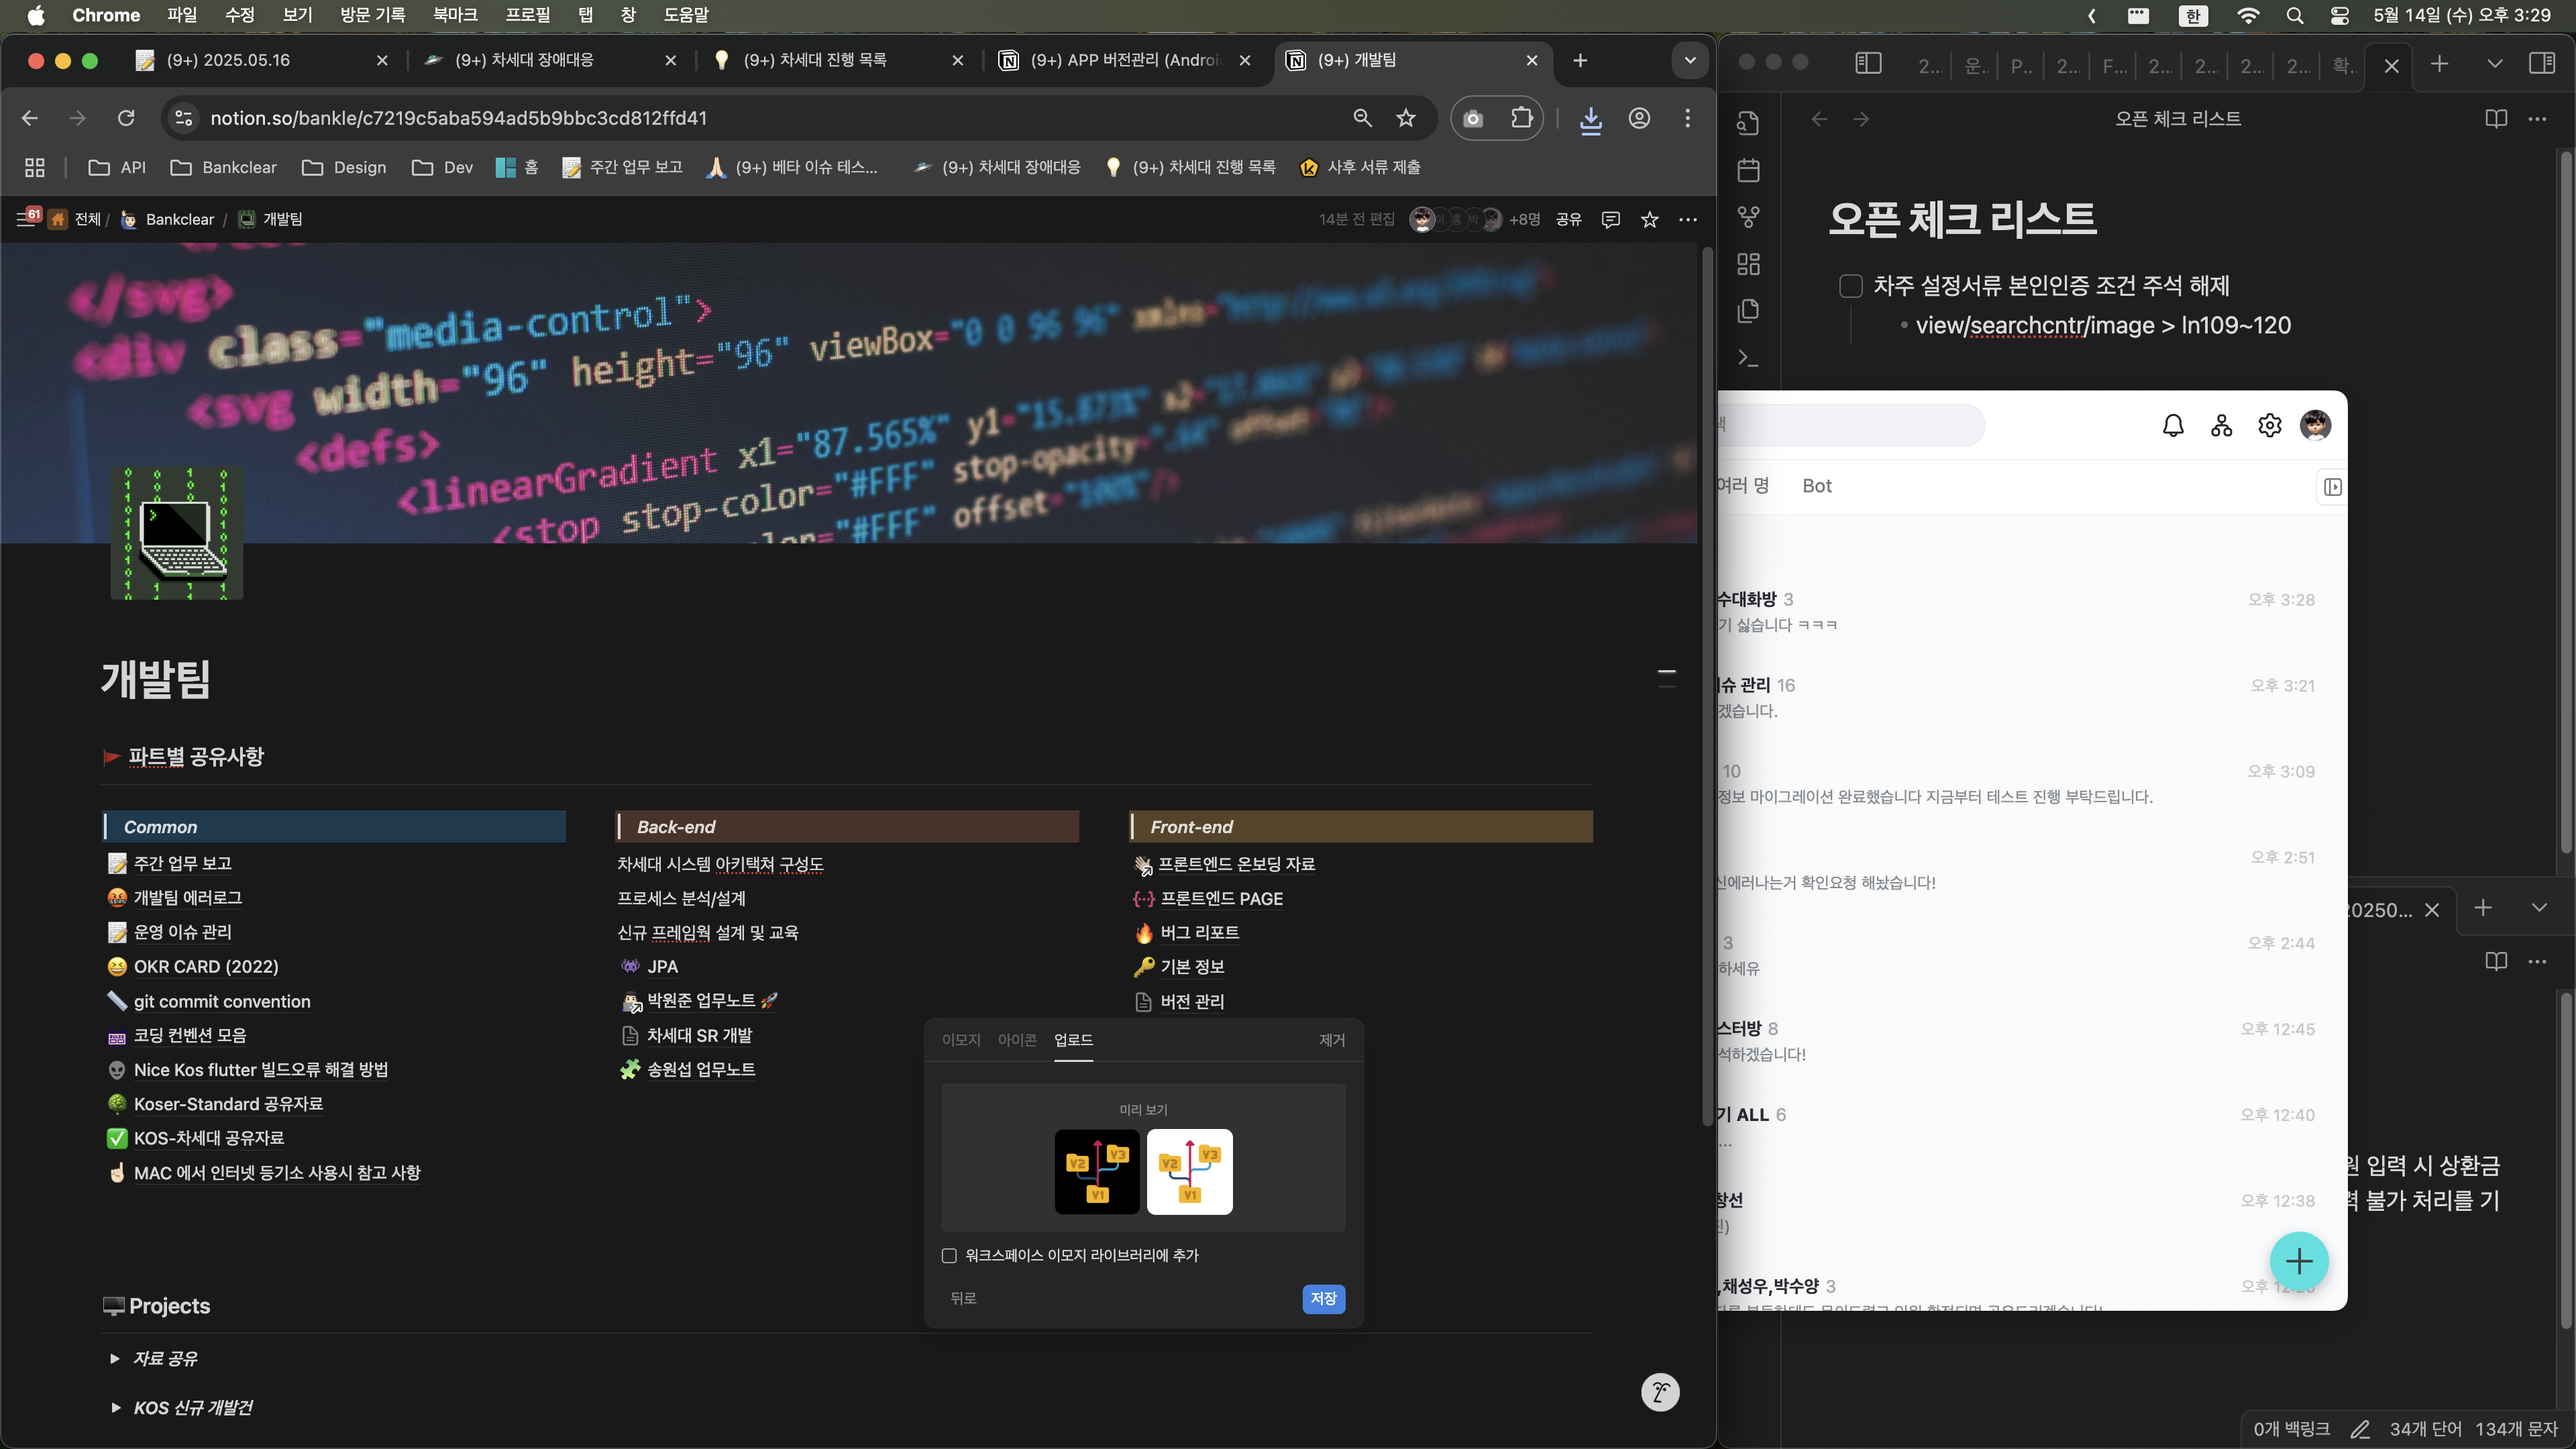 Chrome 파일 수정 보기 방문 기록 북마크 프로필 탭 창 도움말
한 5월 14일 (수) 오후 3:29
(9+) 2025.05.16
(9+) 차세대 장애대응
(9+) 차세대 진행 목록
(9+) APP 버전관리 (Androi
(9+) 개발팀
notion.so/bankle/c7219c5aba594ad5b9bbc3cd812ffd41
API Bankclear Design Dev 홈 주간 업무 보고 (9+) 베타 이슈 테스... (9+) 차세대 장애대응 (9+) 차세대 진행 목록 사후 서류 제출
61 전체 / Bankclear / 개발팀
14분 전 편집 +8명 공유
</svg>
<div class="media-control">
<svg width="96" height="96" viewBox="0 0 96 96"
<defs>
<linearGradient x1="87.565%" y1="15.873%"
<stop stop-color="#FFF" stop-opacity=
"#FFF" offset="100%"/>
개발팀
파트별 공유사항
Common
주간 업무 보고
개발팀 에러로그
운영 이슈 관리
OKR CARD (2022)
git commit convention
코딩 컨벤션 모음
Nice Kos flutter 빌드오류 해결 방법
Koser-Standard 공유자료
KOS-차세대 공유자료
MAC 에서 인터넷 등기소 사용시 참고 사항
Back-end
차세대 시스템 아키택쳐 구성도
프로세스 분석/설계
신규 프레임웍 설계 및 교육
JPA
박원준 업무노트 🚀
차세대 SR 개발
송원섭 업무노트
Front-end
프론트엔드 온보딩 자료
프론트엔드 PAGE
버그 리포트
기본 정보
버전 관리
이모지 아이콘 업로드 제거
미리 보기
V2 V3 V1
V2 V3 V1
워크스페이스 이모지 라이브러리에 추가
뒤로 저장
Projects
자료 공유
KOS 신규 개발건
2... 운. P... 2... F... 2... 2... 2... 2... 확.
오픈 체크 리스트
오픈 체크 리스트
차주 설정서류 본인인증 조건 주석 해제
view/searchcntr/image > ln109~120
여러 명 Bot
수대화방 3 오후 3:28
기 싫습니다 ㅋㅋㅋ
슈 관리 16 오후 3:21
겠습니다.
10 오후 3:09
정보 마이그레이션 완료했습니다 지금부터 테스트 진행 부탁드립니다.
오후 2:51
신에러나는거 확인요청 해놨습니다!
3 오후 2:44
하세유
스터방 8 오후 12:45
석하겠습니다!
기 ALL 6 오후 12:40
...
창선 오후 12:38
,채성우,박수양 3
20250...
원 입력 시 상환금
불가 처리를 기
0개 백링크 34개 단어 134개 문자